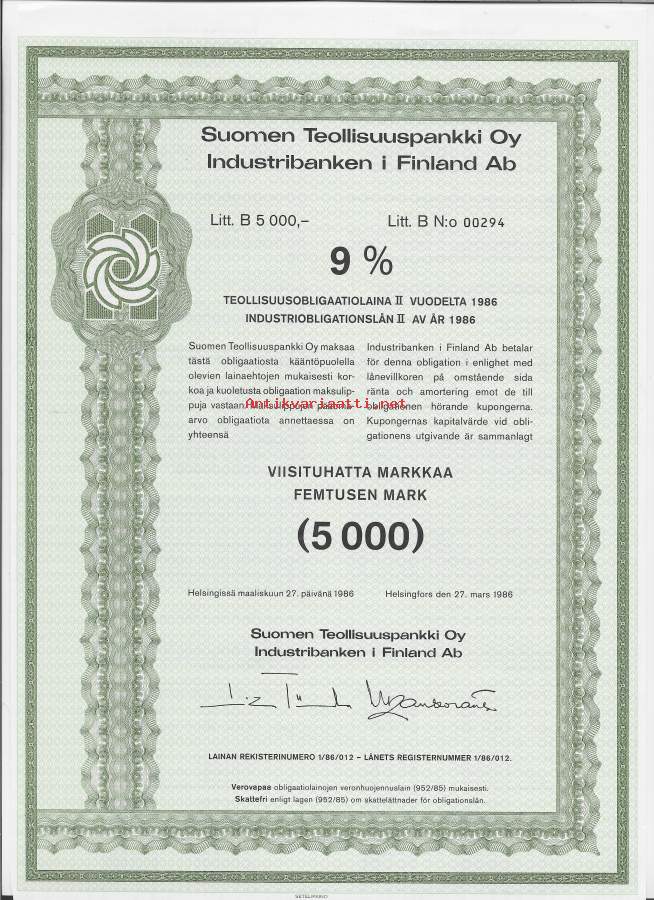 Suomen Teollisuuspankki Oy
Industribanken i Finland Ab
Litt. B 5 000,– Litt. B N:o 00294
9 %
TEOLLISUUSOBLIGAATIOLAINA II VUODELTA 1986
INDUSTRIOBLIGATIONSLÅN II AV ÅR 1986
Suomen Teollisuuspankki Oy maksaa
tästä obligaatiosta kääntöpuolella
olevien lainaehtojen mukaisesti kor-
koa ja kuoletusta obligaation maksulip-
puja vastaan. Maksulippujen pääoma-
arvo obligaatiota annettaessa on
yhteensä
Industribanken i Finland Ab betalar
för denna obligation i enlighet med
lånevillkoren på omstående sida
ränta och amortering emot de till
obligationen hörande kupongerna.
Kupongernas kapitalvärde vid obli-
gationens utgivande är sammanlagt
Antikvariaatti.net
VIISITUHATTA MARKKAA
FEMTUSEN MARK
(5 000)
Helsingissä maaliskuun 27. päivänä 1986 Helsingfors den 27. mars 1986
Suomen Teollisuuspankki Oy
Industribanken i Finland Ab
LAINAN REKISTERINUMERO 1/86/012 – LÅNETS REGISTERNUMMER 1/86/012.
Verovapaa obligaatiolainojen veronhuojennuslain (952/85) mukaisesti.
Skattefri enligt lagen (952/85) om skattelättnader för obligationslån.